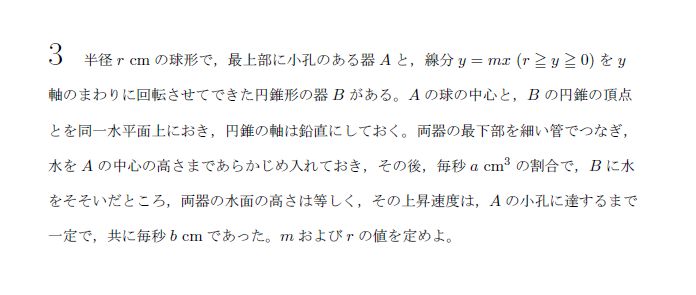 3 半径 r cm の球形で，最上部に小孔のある器 A と，線分 y = mx (r ≧ y ≧ 0) を y
軸のまわりに回転させてできた円錐形の器 B がある。A の球の中心と，B の円錐の頂点
とを同一水平面上におき，円錐の軸は鉛直にしておく。両器の最下部を細い管でつなぎ，
水を A の中心の高さまであらかじめ入れておき，その後，毎秒 a cm³ の割合で，B に水
をそそいだところ，両器の水面の高さは等しく，その上昇速度は，A の小孔に達するまで
一定で，共に毎秒 b cm であった。m および r の値を定めよ。